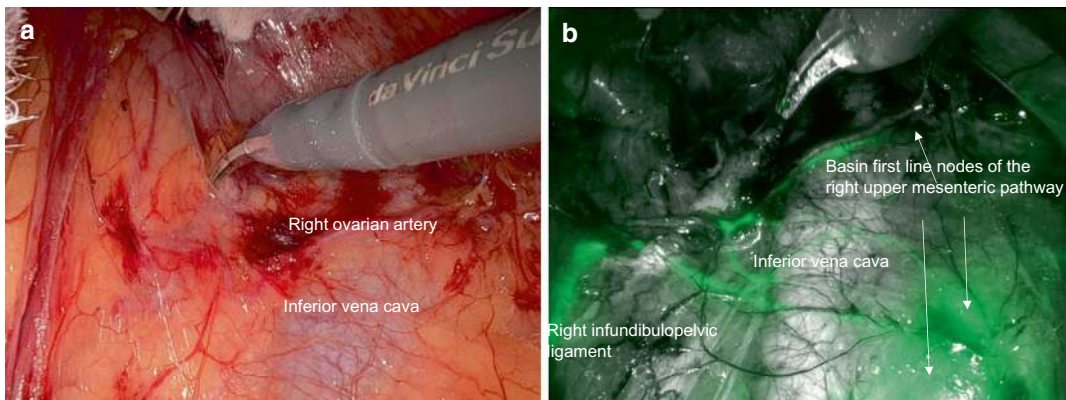 a
da Vinci Su
Right ovarian artery
Inferior vena cava
b
Basin first line nodes of the
right upper mesenteric pathway
Inferior vena cava
Right infundibulopelvic
ligament